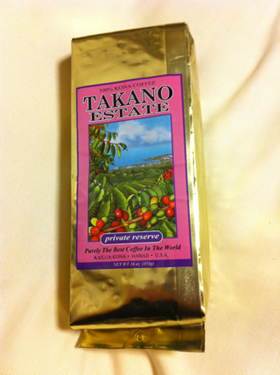 100% KONA COFFEE
TAKANO
ESTATE
private reserve
Purely The Best Coffee In The World
KAILUA-KONA • HAWAII • U.S.A.
NET WT 16 oz. (453g)